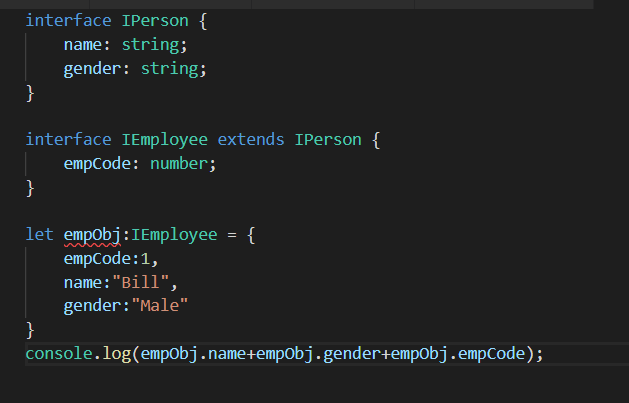 interface IPerson {
name: string;
gender: string;
}
interface IEmployee extends IPerson {
empCode: number;
}
let empObj:IEmployee = {
empCode:1,
name:"Bill",
gender:"Male"
}
console.log(empObj.name+empObj.gender+empObj.empCode);